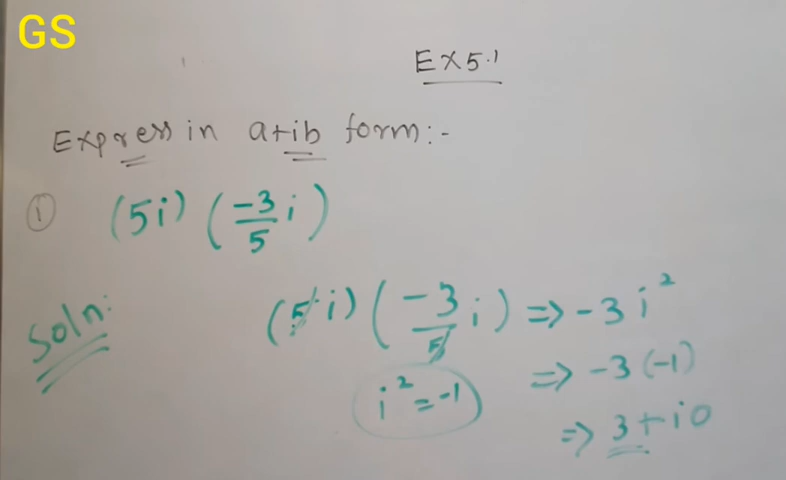 GS
EX 5.1
Express in a+ib form:-
① (5i) (-3/5 i)
Soln:
(5i) (-3/5 i) => -3i²
i² = -1
=> -3(-1)
=> 3+i0